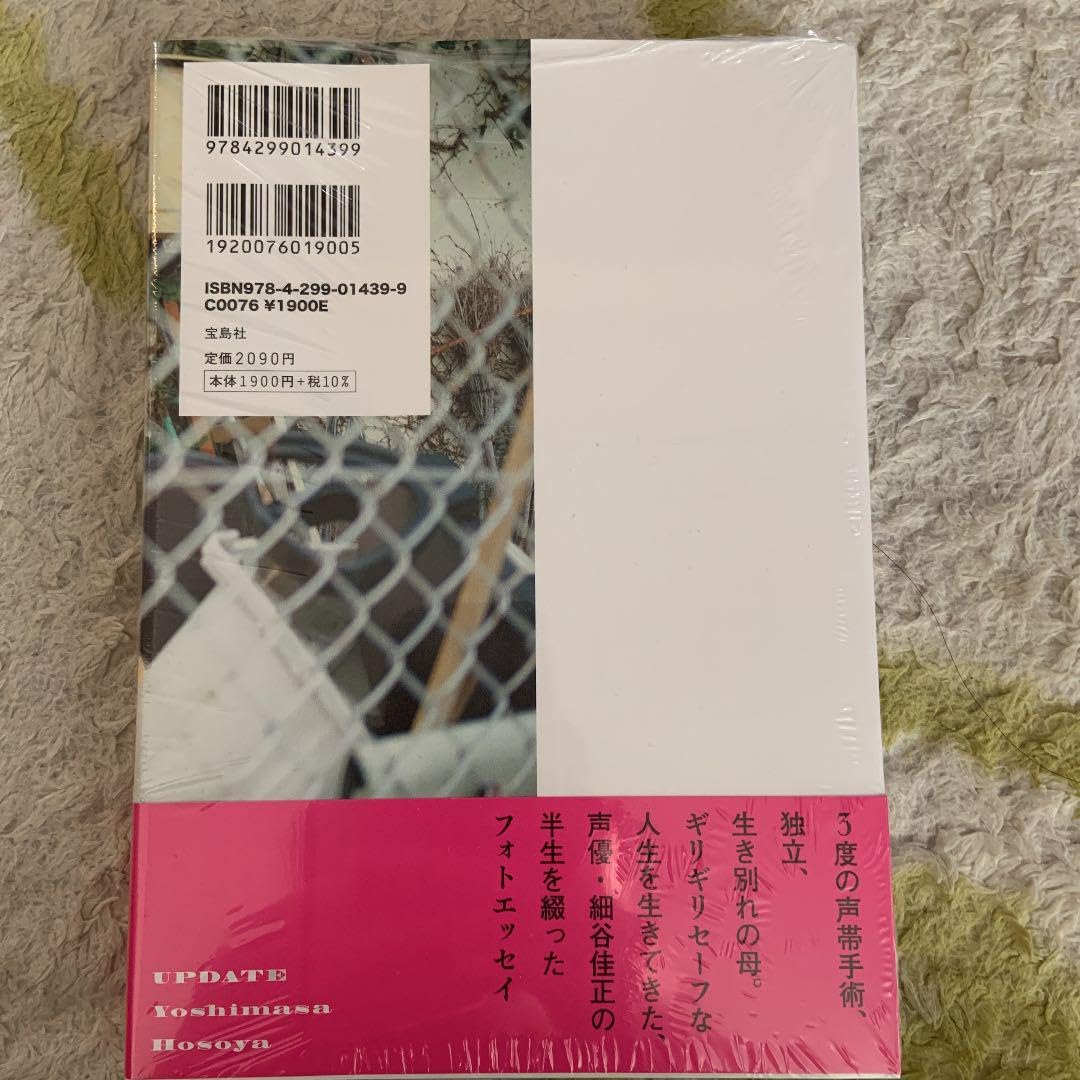 9784299014399
1920076019005
ISBN978-4-299-01439-9
C0076 ¥1900E
宝島社
定価2090円
本体1900円+税10%
3度の声帯手術、
独立、
生き別れの母。
ギリギリセーフな
人生を生きてきた、
声優・細谷佳正の
半生を綴った
フォトエッセイ
UPDATE
Yoshimasa
Hosoya